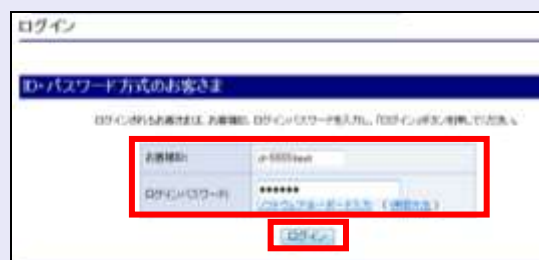 ログイン
ID・パスワード方式のお客さま
ログインされるお客さまは、お客様ID、ログインパスワードを入力し、「ログイン」ボタンを押してください。
お客様ID
ログインパスワード ●●●●●●
ソフトウェアキーボード入力 (使用方法)
ログイン